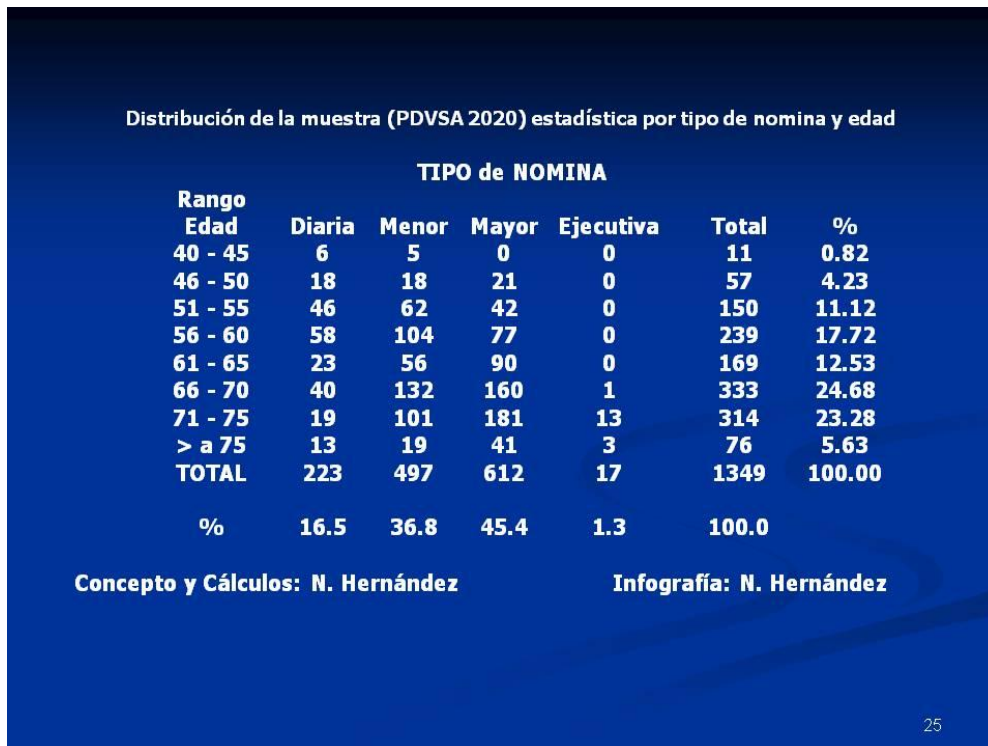 Distribución de la muestra (PDVSA 2020) estadística por tipo de nomina y edad
TIPO de NOMINA
Rango
Edad Diaria Menor Mayor Ejecutiva Total %
40 - 45 6 5 0 0 11 0.82
46 - 50 18 18 21 0 57 4.23
51 - 55 46 62 42 0 150 11.12
56 - 60 58 104 77 0 239 17.72
61 - 65 23 56 90 0 169 12.53
66 - 70 40 132 160 1 333 24.68
71 - 75 19 101 181 13 314 23.28
> a 75 13 19 41 3 76 5.63
TOTAL 223 497 612 17 1349 100.00
% 16.5 36.8 45.4 1.3 100.0
Concepto y Cálculos: N. Hernández Infografía: N. Hernández
25